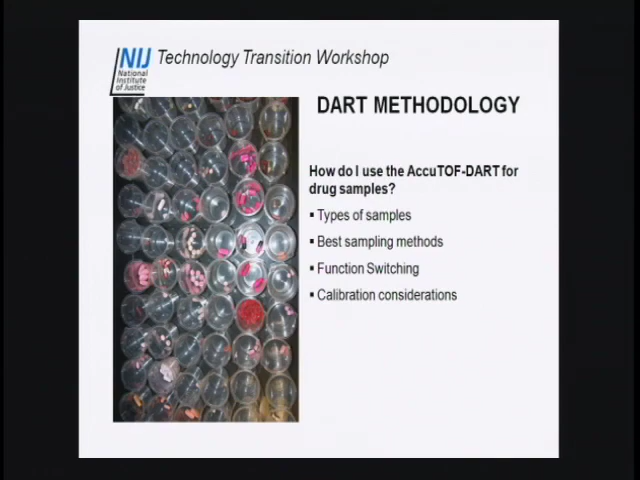 NIJ
National
Institute
of Justice
Technology Transition Workshop
DART METHODOLOGY
How do I use the AccuTOF-DART for
drug samples?
▪ Types of samples
▪ Best sampling methods
▪ Function Switching
▪ Calibration considerations